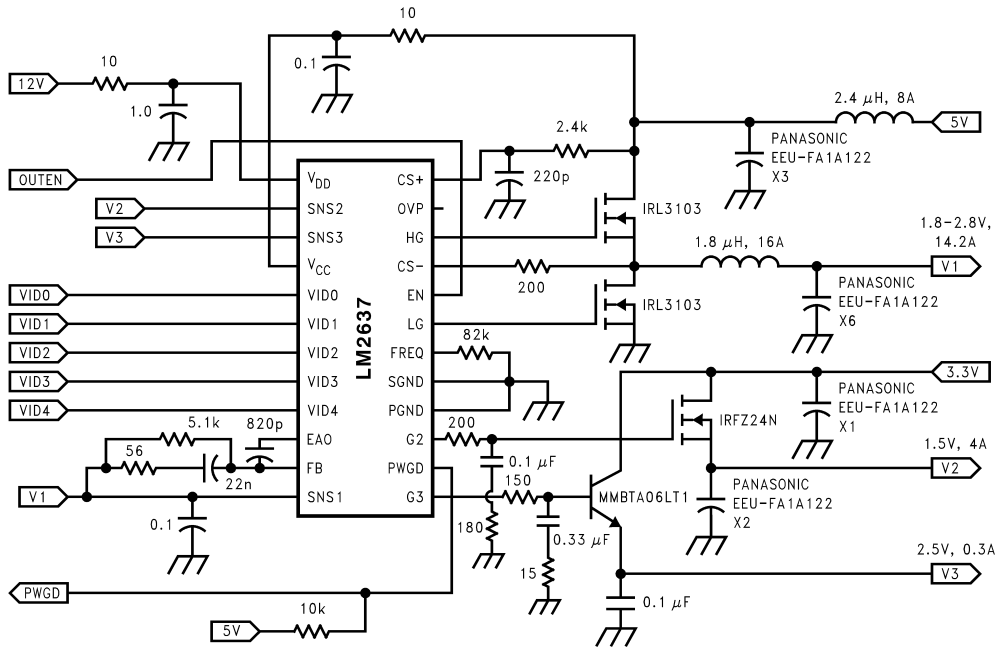 10
0.1
10
12V
1.0
2.4 μH, 8A
5V
PANASONIC
EEU-FA1A122
X3
2.4k
220p
OUTEN
V2
V3
VID0
VID1
VID2
VID3
VID4
V1
LM2637
VDD
SNS2
SNS3
VCC
VID0
VID1
VID2
VID3
VID4
EAO
FB
SNS1
CS+
OVP
HG
CS-
EN
LG
FREQ
SGND
PGND
G2
PWGD
G3
IRL3103
1.8-2.8V,
14.2A
1.8 μH, 16A
V1
200
PANASONIC
EEU-FA1A122
X6
IRL3103
82k
3.3V
PANASONIC
EEU-FA1A122
X1
IRFZ24N
200
5.1k
820p
56
22n
0.1
0.1 μF
150
180
MMBTA06LT1
0.33 μF
15
1.5V, 4A
V2
PANASONIC
EEU-FA1A122
X2
2.5V, 0.3A
V3
0.1 μF
PWGD
10k
5V